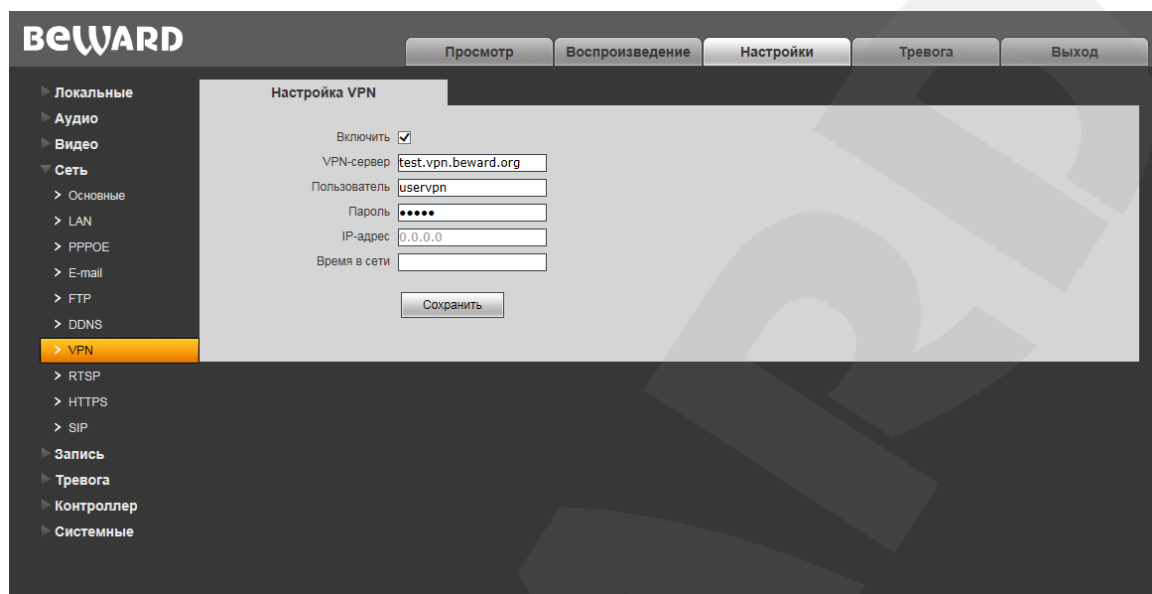 BEWARD
Просмотр Воспроизведение Настройки Тревога Выход
Локальные
Аудио
Видео
Сеть
> Основные
> LAN
> PPPOE
> E-mail
> FTP
> DDNS
> VPN
> RTSP
> HTTPS
> SIP
Запись
Тревога
Контроллер
Системные
Настройка VPN
Включить
VPN-сервер test.vpn.beward.org
Пользователь uservpn
Пароль •••••
IP-адрес 0.0.0.0
Время в сети
Сохранить